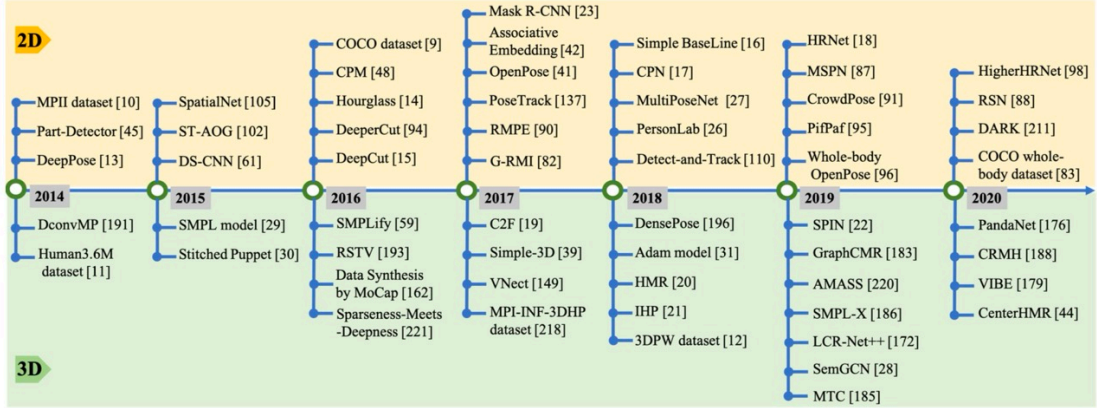 2D
MPII dataset [10]
Part-Detector [45]
DeepPose [13]
SpatialNet [105]
ST-AOG [102]
DS-CNN [61]
COCO dataset [9]
CPM [48]
Hourglass [14]
DeeperCut [94]
DeepCut [15]
Mask R-CNN [23]
Associative
Embedding [42]
OpenPose [41]
PoseTrack [137]
RMPE [90]
G-RMI [82]
Simple BaseLine [16]
CPN [17]
MultiPoseNet [27]
PersonLab [26]
Detect-and-Track [110]
HRNet [18]
MSPN [87]
CrowdPose [91]
PifPaf [95]
Whole-body
OpenPose [96]
HigherHRNet [98]
RSN [88]
DARK [211]
COCO whole-
body dataset [83]
2014
2015
2016
2017
2018
2019
2020
DconvMP [191]
Human3.6M
dataset [11]
SMPL model [29]
Stitched Puppet [30]
SMPLify [59]
RSTV [193]
Data Synthesis
by MoCap [162]
Sparseness-Meets
-Deepness [221]
C2F [19]
Simple-3D [39]
VNect [149]
MPI-INF-3DHP
dataset [218]
DensePose [196]
Adam model [31]
HMR [20]
IHP [21]
3DPW dataset [12]
SPIN [22]
GraphCMR [183]
AMASS [220]
SMPL-X [186]
LCR-Net++ [172]
SemGCN [28]
MTC [185]
PandaNet [176]
CRMH [188]
VIBE [179]
CenterHMR [44]
3D